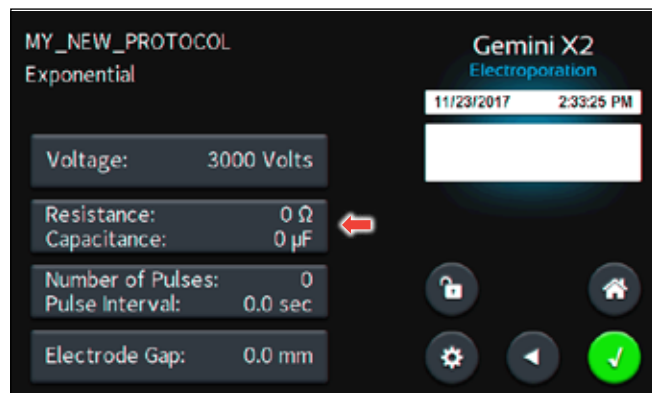 MY_NEW_PROTOCOL
Exponential
Gemini X2
Electroporation
11/23/2017 2:33:25 PM
Voltage: 3000 Volts
Resistance: 0 Ω
Capacitance: 0 µF
Number of Pulses: 0
Pulse Interval: 0.0 sec
Electrode Gap: 0.0 mm